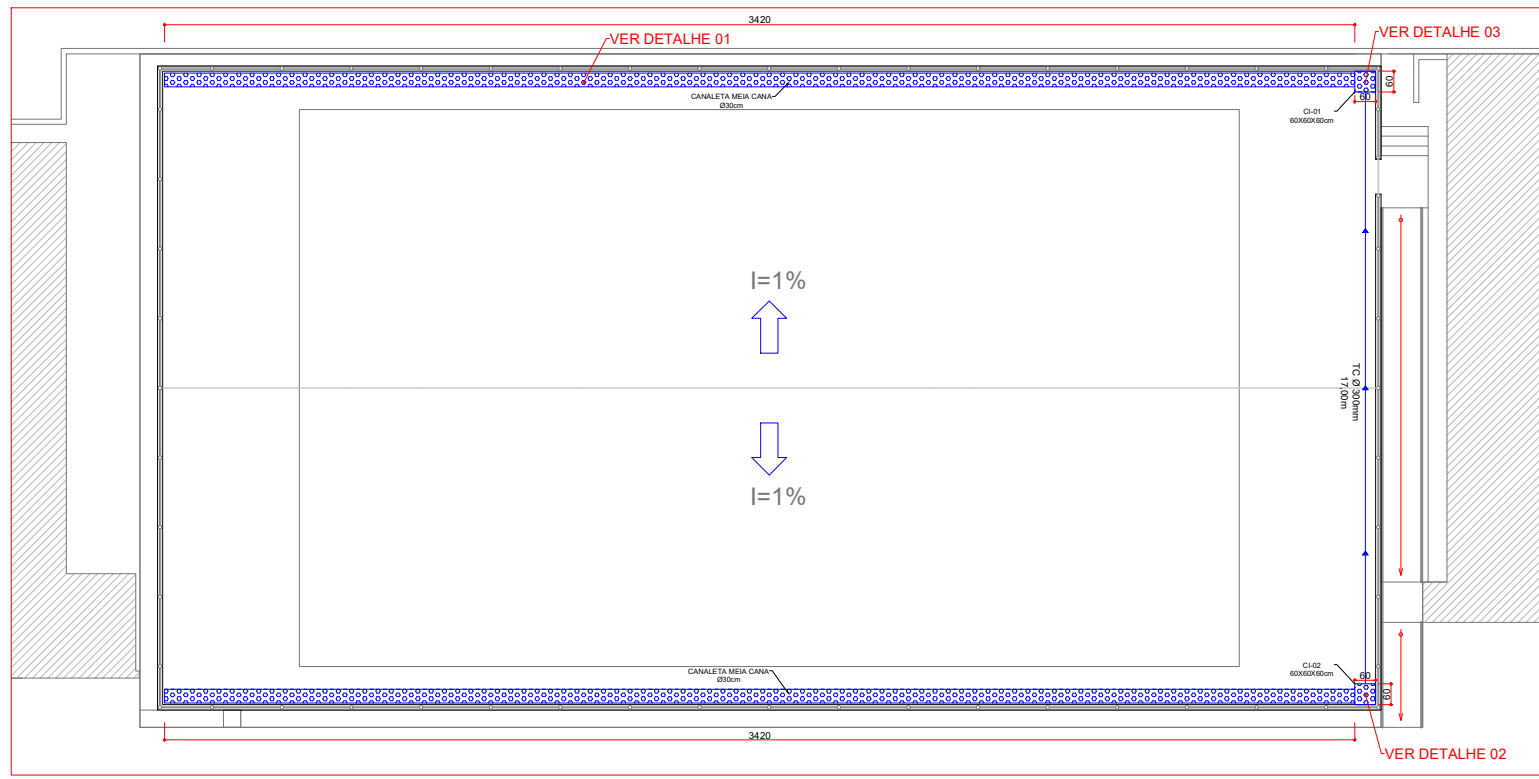 3420
VER DETALHE 01
VER DETALHE 03
CANALETA MEIA CANA
Ø30cm
60
60
CI-01
60X60X60cm
I=1%
TC Ø 300mm
17,00m
I=1%
CANALETA MEIA CANA
Ø30cm
CI-02
60X60X60cm
60
60
3420
VER DETALHE 02